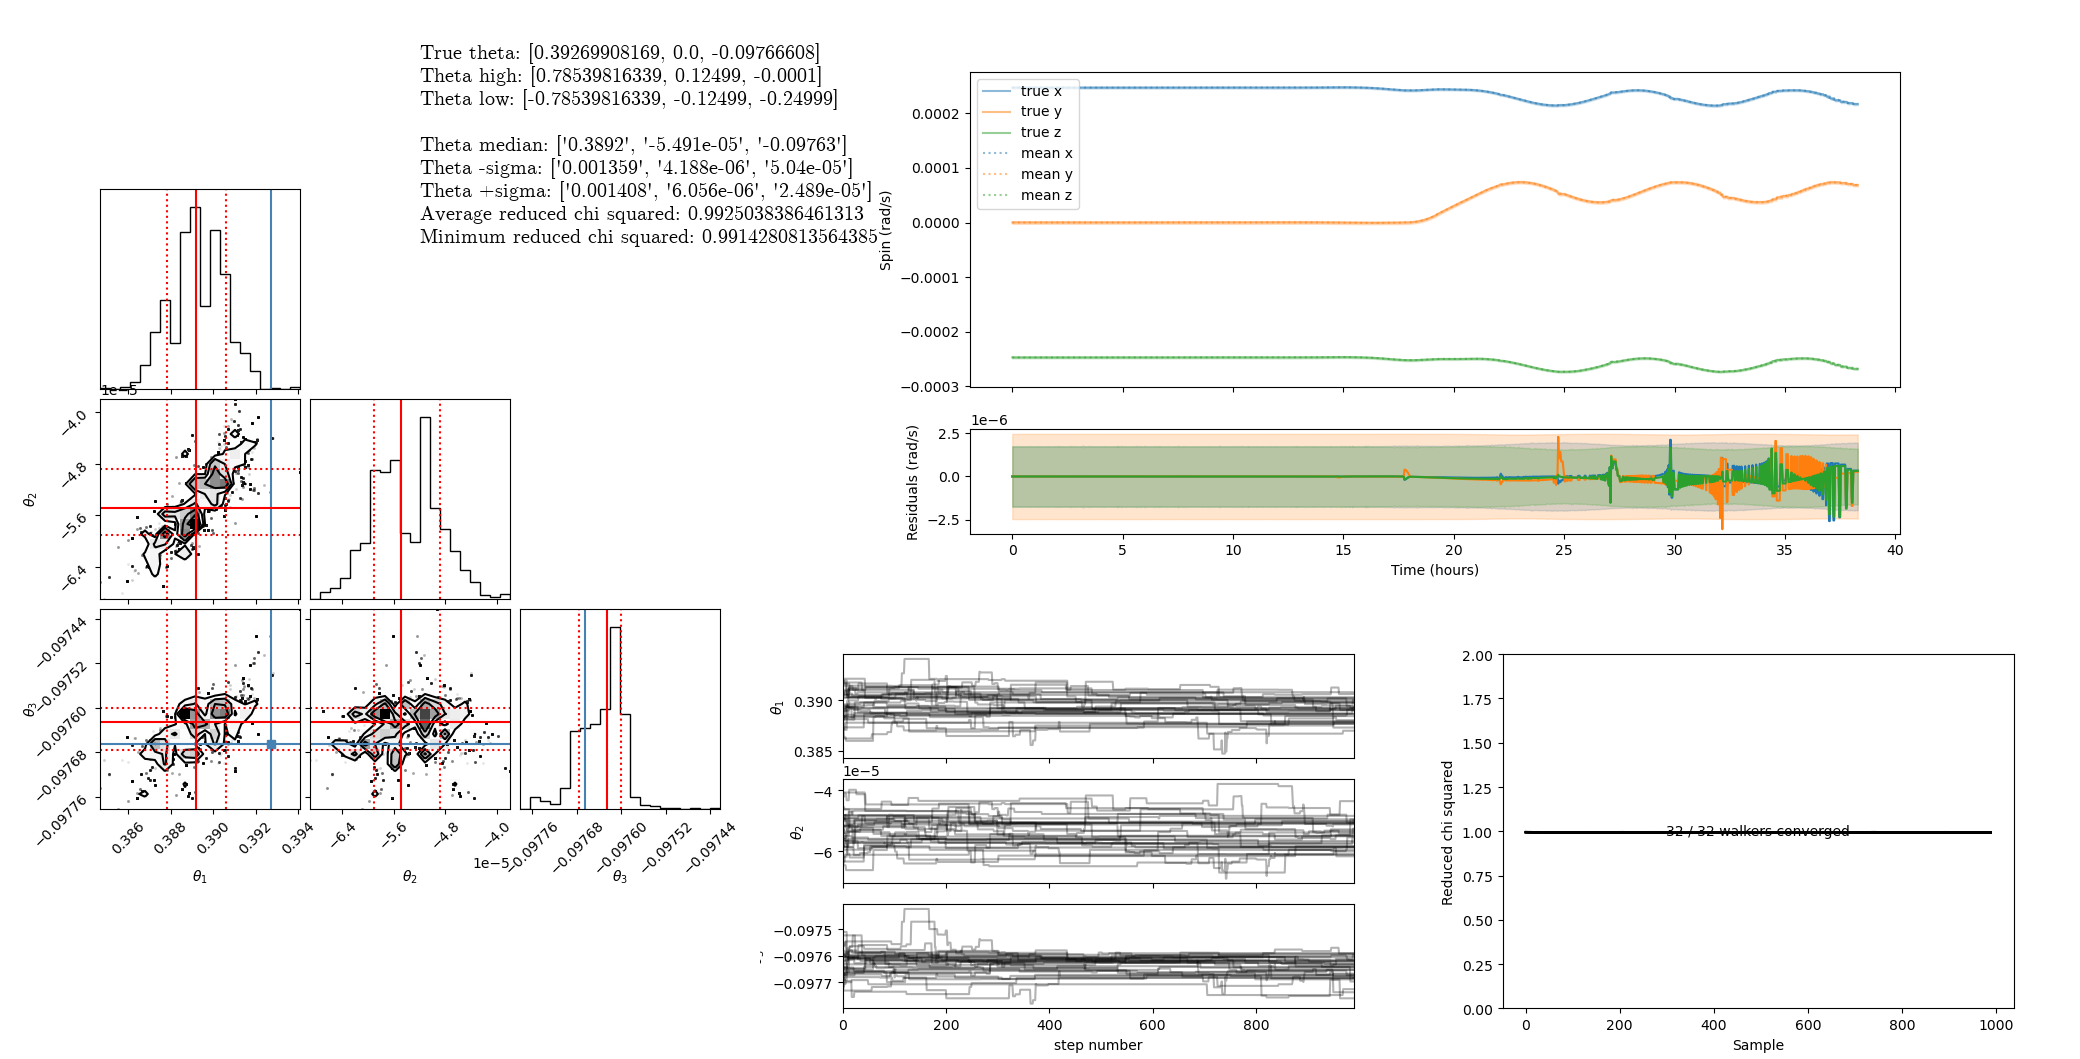 True theta: [0.39269908169, 0.0, -0.09766608]
Theta high: [0.78539816339, 0.12499, -0.0001]
Theta low: [-0.78539816339, -0.12499, -0.24999]
Theta median: ['0.3892', '-5.491e-05', '-0.09763']
Theta -sigma: ['0.001359', '4.188e-06', '5.04e-05']
Theta +sigma: ['0.001408', '6.056e-06', '2.489e-05']
Average reduced chi squared: 0.9925038386461313
Minimum reduced chi squared: 0.9914280813564385
true x
true y
true z
mean x
mean y
mean z
Spin (rad/s)
0.0002
0.0001
0.0000
−0.0001
−0.0002
−0.0003
1e−6
Residuals (rad/s)
2.5
0.0
−2.5
0 5 10 15 20 25 30 35 40
Time (hours)
1e−5
θ2
−4.0
−4.8
−5.6
−6.4
θ3
−0.09744
−0.09752
−0.09760
−0.09768
−0.09776
0.386 0.388 0.390 0.392 0.394
θ1
−6.4 −5.6 −4.8 −4.0
1e−5
θ2
−0.09776 −0.09768 −0.09760 −0.09752 −0.09744
θ3
θ1
0.390
0.385
1e−5
θ2
−4
−6
−0.0975
−0.0976
−0.0977
0 200 400 600 800
step number
Reduced chi squared
2.00
1.75
1.50
1.25
1.00
0.75
0.50
0.25
0.00
32 / 32 walkers converged
0 200 400 600 800 1000
Sample